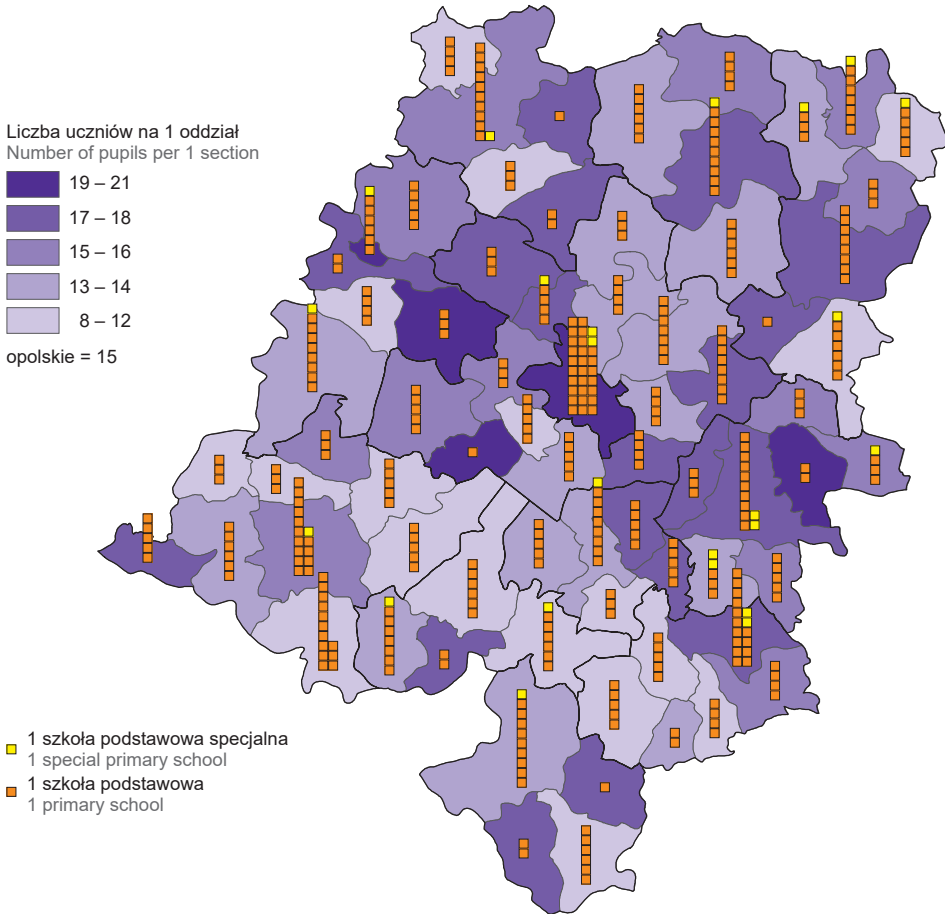 Liczba uczniów na 1 oddział
Number of pupils per 1 section
19 – 21
17 – 18
15 – 16
13 – 14
8 – 12
opolskie = 15
1 szkoła podstawowa specjalna
1 special primary school
1 szkoła podstawowa
1 primary school